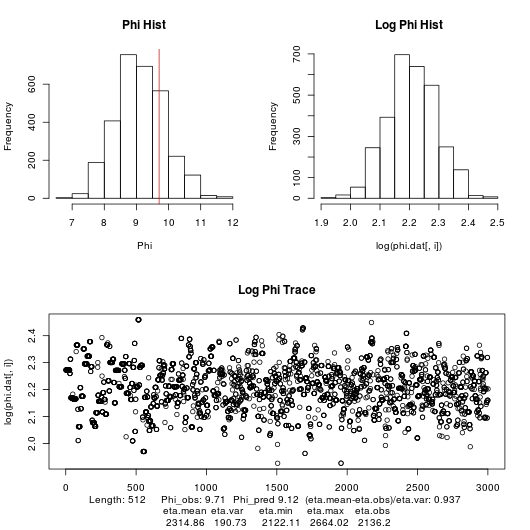 Phi Hist
Log Phi Hist
Frequency
0 200 400 600
7 8 9 10 11 12
Phi
Frequency
0 100 300 500 700
1.9 2.0 2.1 2.2 2.3 2.4 2.5
log(phi.dat[, i])
Log Phi Trace
log(phi.dat[, i])
2.0 2.1 2.2 2.3 2.4
0 500 1000 1500 2000 2500 3000
Length: 512 Phi_obs: 9.71 Phi_pred 9.12 (eta.mean-eta.obs)/eta.var: 0.937
eta.mean eta.var eta.min eta.max eta.obs
2314.86 190.73 2122.11 2664.02 2136.2